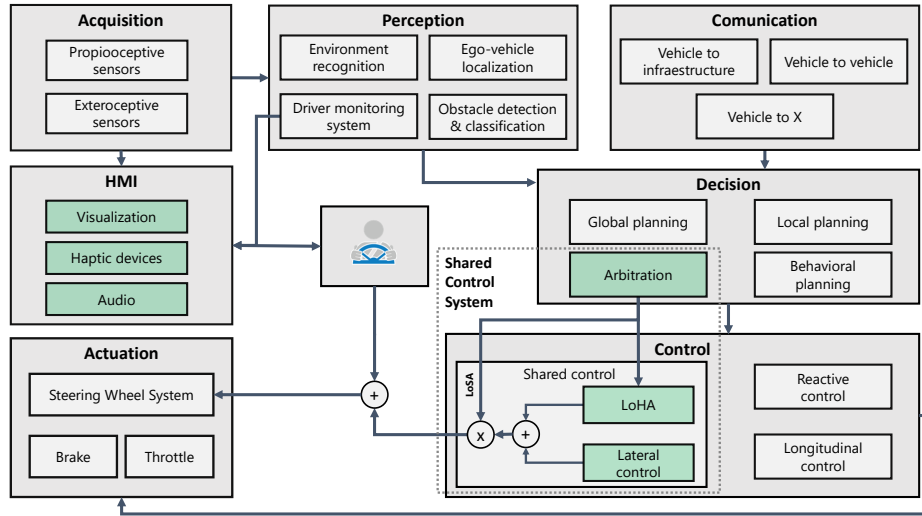 Acquisition
Propiooceptive
sensors
Exteroceptive
sensors
Perception
Environment
recognition
Ego-vehicle
localization
Driver monitoring
system
Obstacle detection
& classification
Comunication
Vehicle to
infraestructure
Vehicle to vehicle
Vehicle to X
HMI
Visualization
Haptic devices
Audio
Decision
Global planning
Local planning
Arbitration
Behavioral
planning
Shared
Control
System
Control
Shared control
LoSA
LoHA
Lateral
control
x
+
Reactive
control
Longitudinal
control
Actuation
Steering Wheel System
Brake
Throttle
+